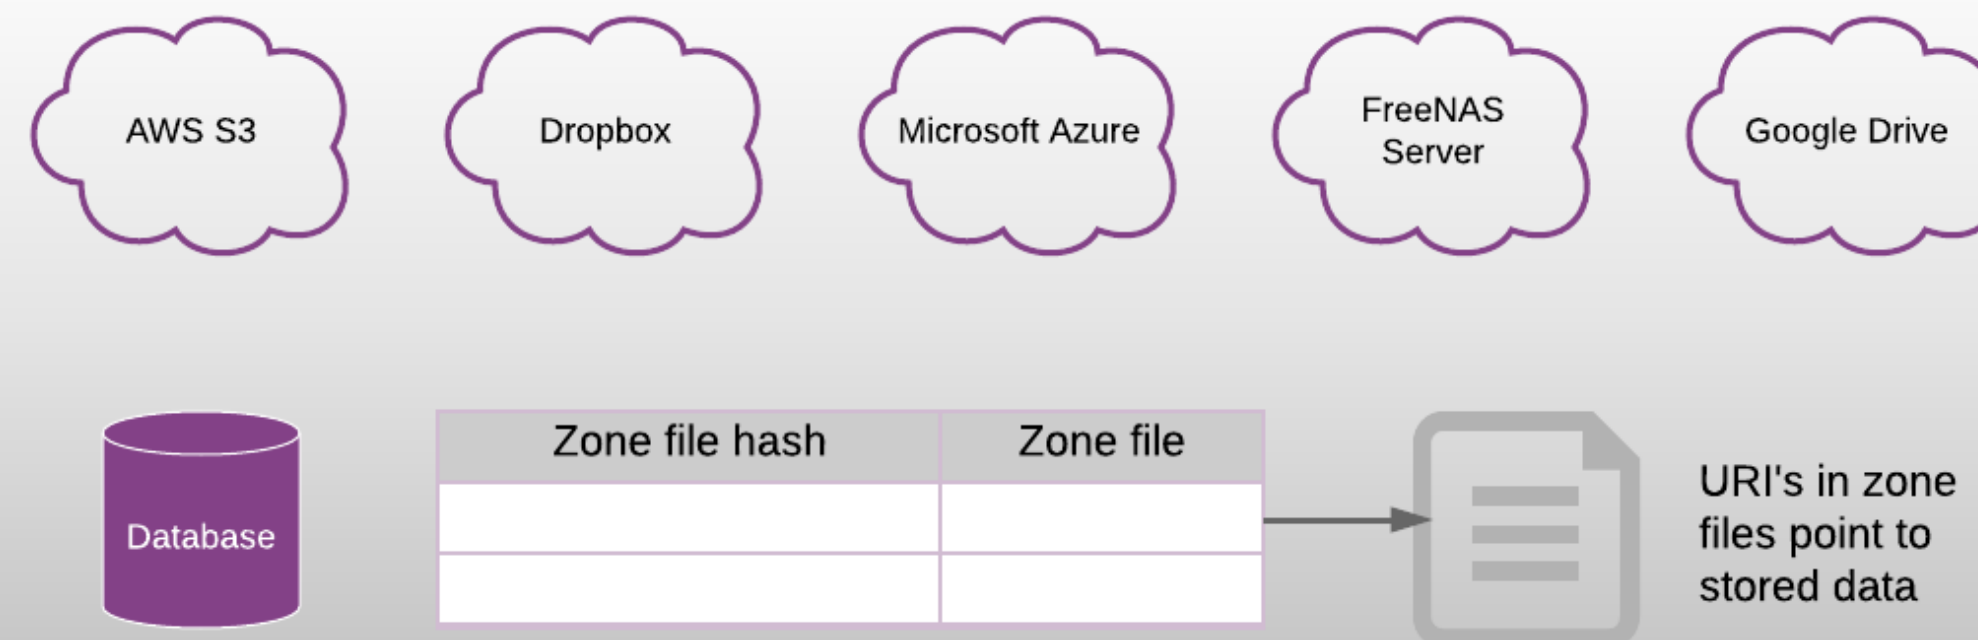 AWS S3
Dropbox
Microsoft Azure
FreeNAS
Server
Google Drive
Database
Zone file hash
Zone file
URI's in zone
files point to
stored data